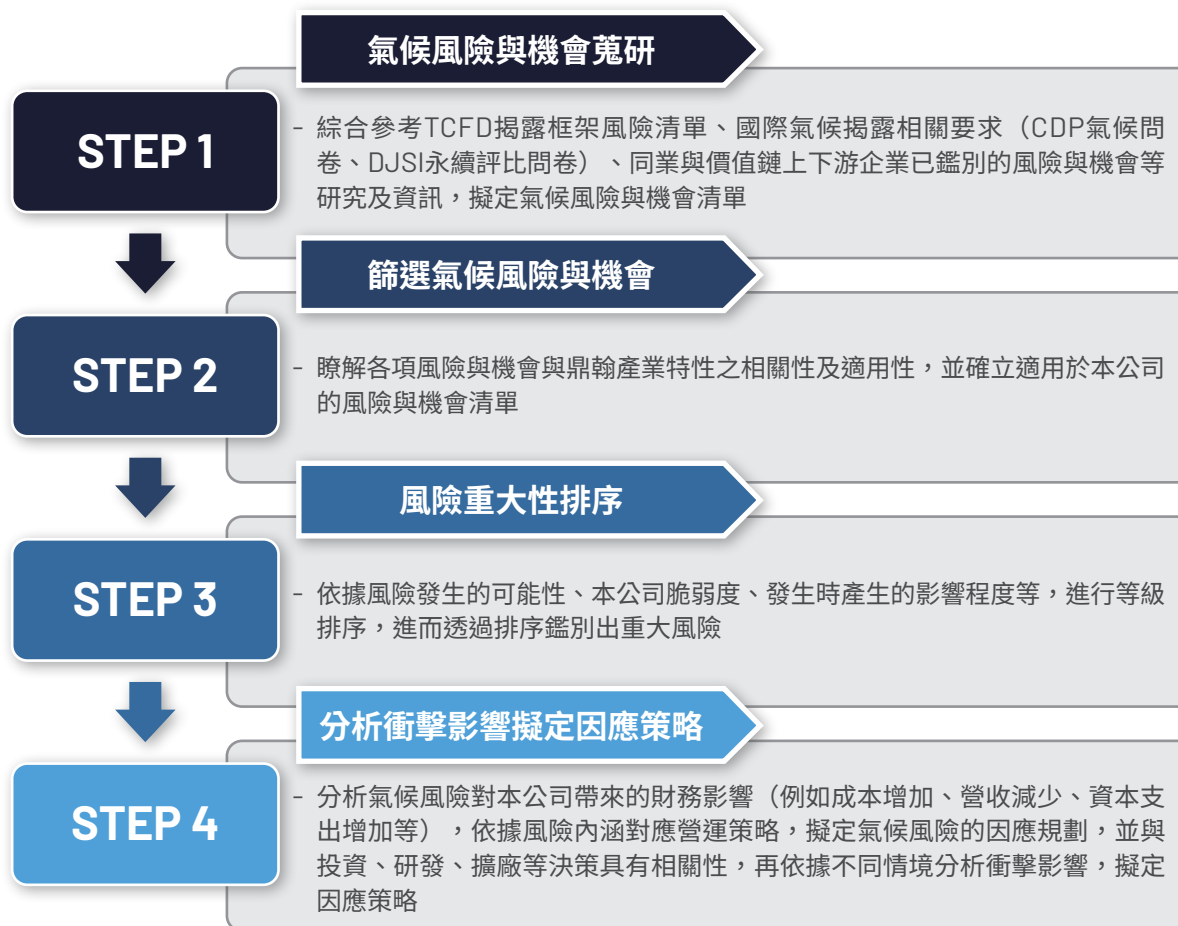 氣候風險與機會蒐研
STEP 1
- 綜合參考TCFD揭露框架風險清單、國際氣候揭露相關要求（CDP氣候問
卷、DJSI永續評比問卷）、同業與價值鏈上下游企業已鑑別的風險與機會等
研究及資訊，擬定氣候風險與機會清單
篩選氣候風險與機會
STEP 2
- 瞭解各項風險與機會與鼎翰產業特性之相關性及適用性，並確立適用於本公司
的風險與機會清單
風險重大性排序
STEP 3
- 依據風險發生的可能性、本公司脆弱度、發生時產生的影響程度等，進行等級
排序，進而透過排序鑑別出重大風險
分析衝擊影響擬定因應策略
STEP 4
- 分析氣候風險對本公司帶來的財務影響（例如成本增加、營收減少、資本支
出增加等），依據風險內涵對應營運策略，擬定氣候風險的因應規劃，並與
投資、研發、擴廠等決策具有相關性，再依據不同情境分析衝擊影響，擬定
因應策略